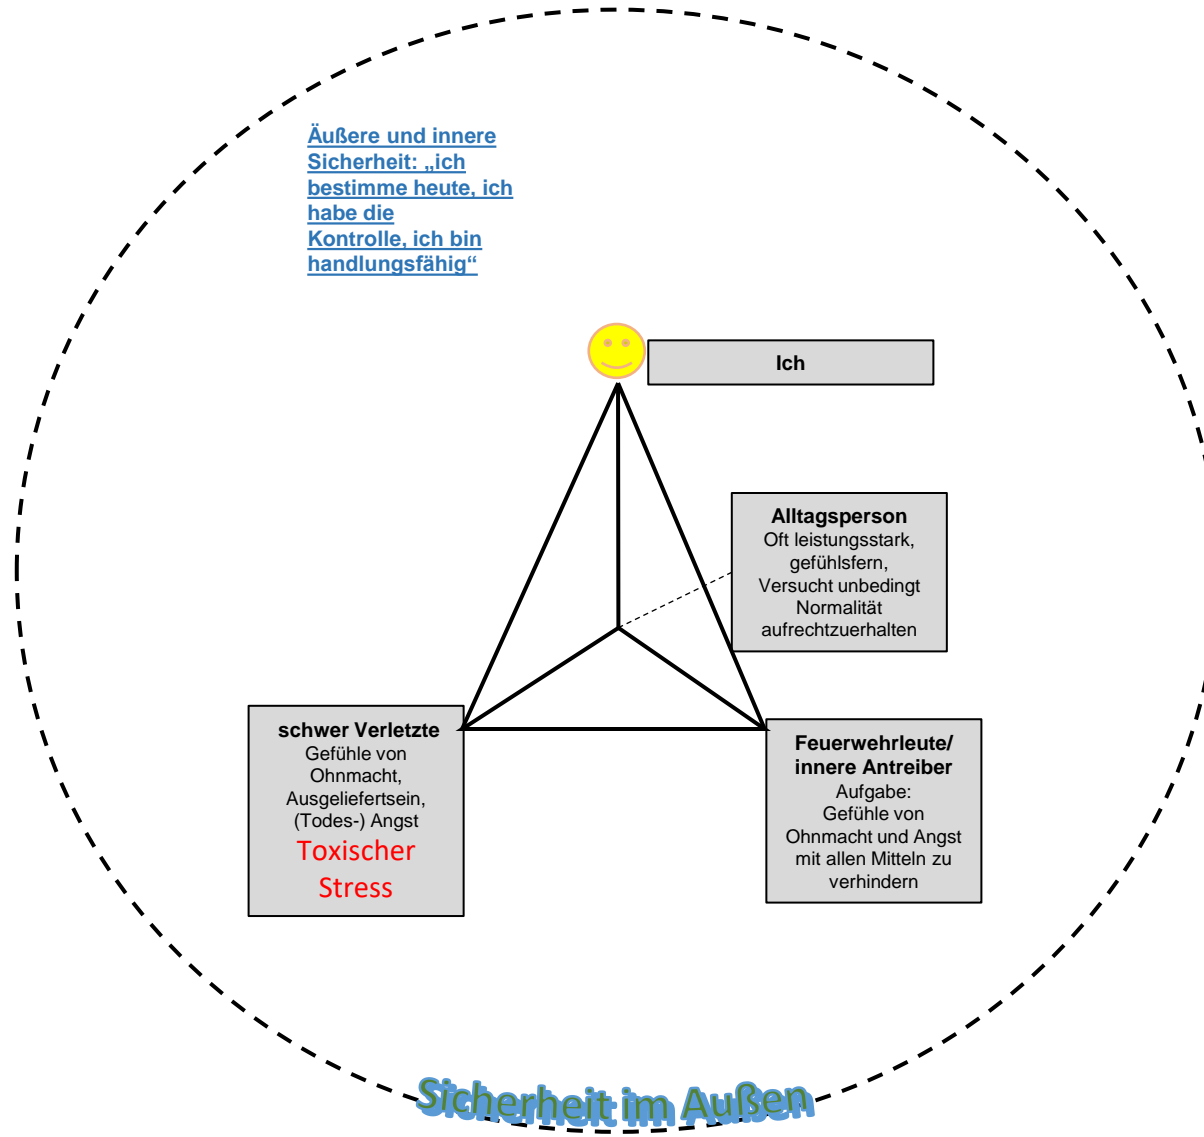 Äußere und innere
Sicherheit: „ich
bestimme heute, ich
habe die
Kontrolle, ich bin
handlungsfähig“
Ich
Alltagsperson
Oft leistungsstark,
gefühlsfern,
Versucht unbedingt
Normalität
aufrechtzuerhalten
schwer Verletzte
Gefühle von
Ohnmacht,
Ausgeliefertsein,
(Todes-) Angst
Toxischer
Stress
Feuerwehrleute/
innere Antreiber
Aufgabe:
Gefühle von
Ohnmacht und Angst
mit allen Mitteln zu
verhindern
Sicherheit im Außen